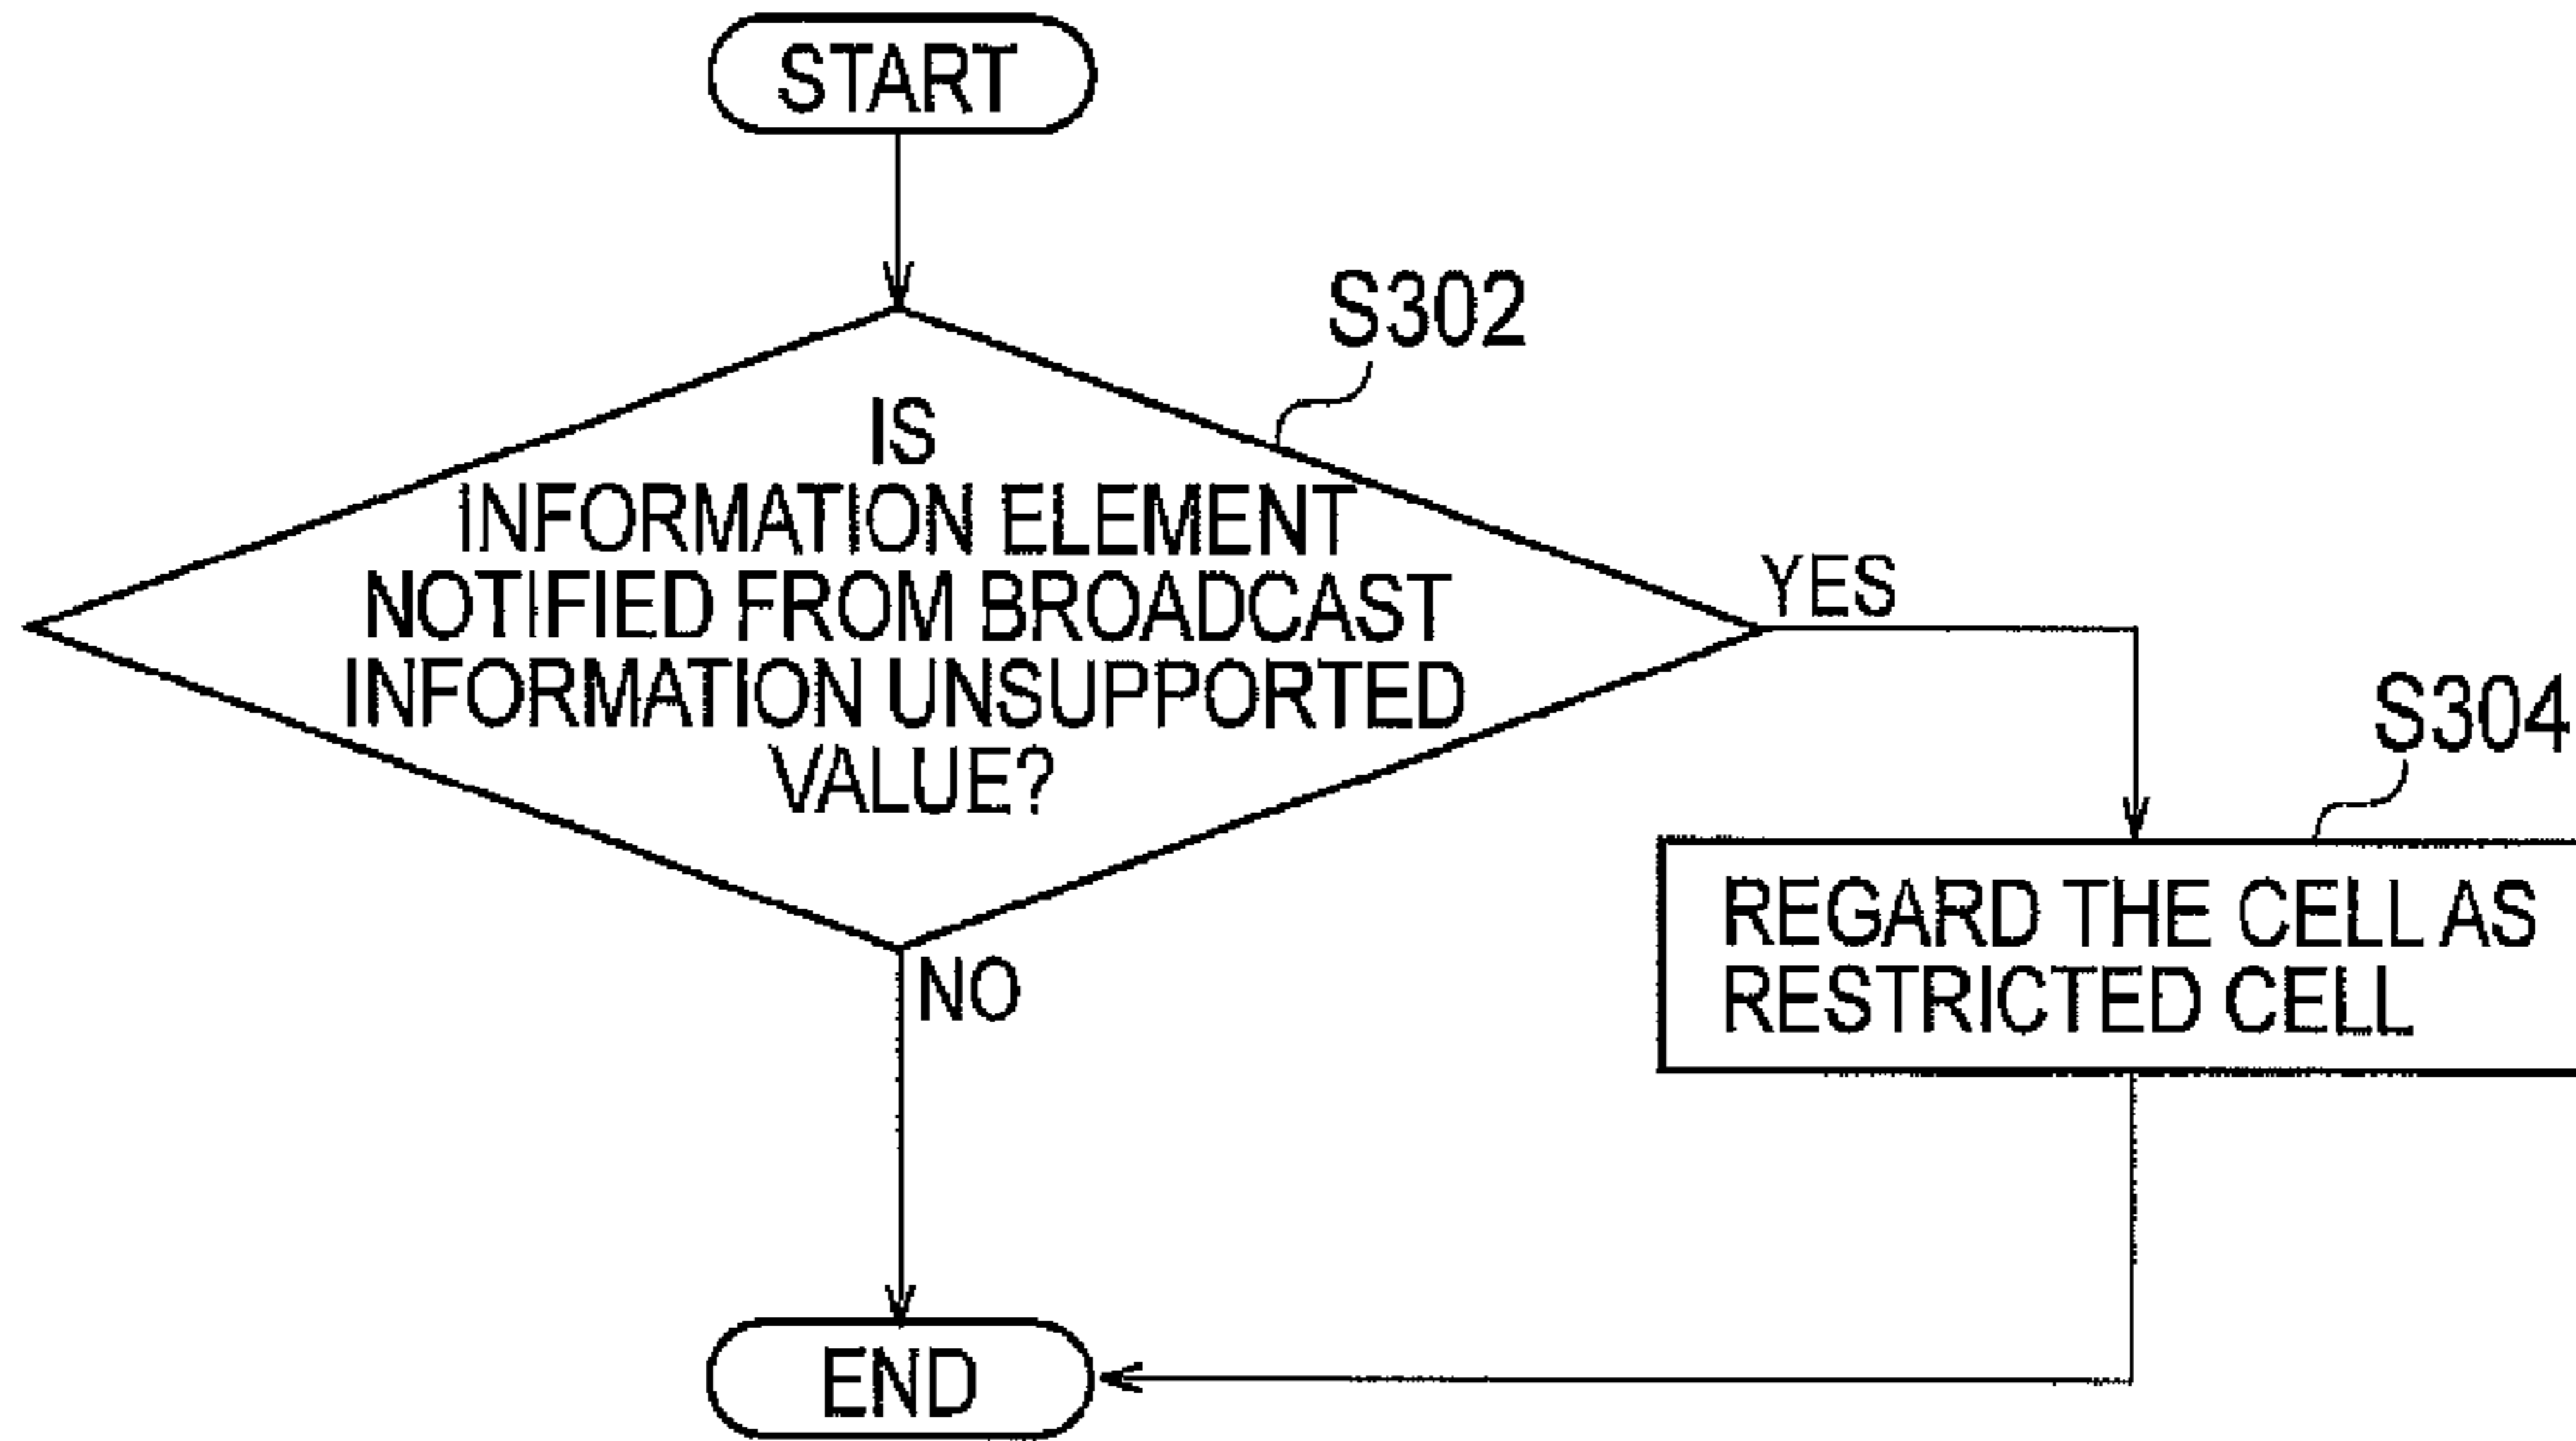 START
S302
IS
INFORMATION ELEMENT
NOTIFIED FROM BROADCAST
INFORMATION UNSUPPORTED
VALUE?
YES
S304
REGARD THE CELL AS
RESTRICTED CELL
NO
END